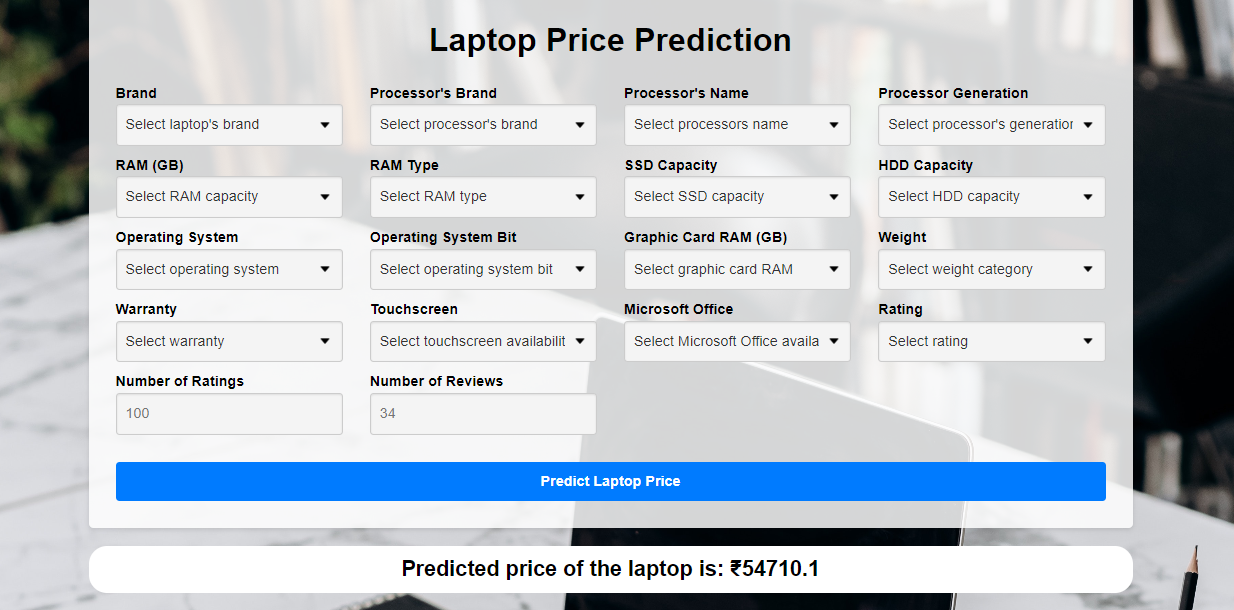 Laptop Price Prediction
Brand Processor's Brand Processor's Name Processor Generation
Select laptop's brand Select processor's brand Select processors name Select processor's generation
RAM (GB) RAM Type SSD Capacity HDD Capacity
Select RAM capacity Select RAM type Select SSD capacity Select HDD capacity
Operating System Operating System Bit Graphic Card RAM (GB) Weight
Select operating system Select operating system bit Select graphic card RAM Select weight category
Warranty Touchscreen Microsoft Office Rating
Select warranty Select touchscreen availabilit Select Microsoft Office availa Select rating
Number of Ratings Number of Reviews
100 34
Predict Laptop Price
Predicted price of the laptop is: ₹54710.1